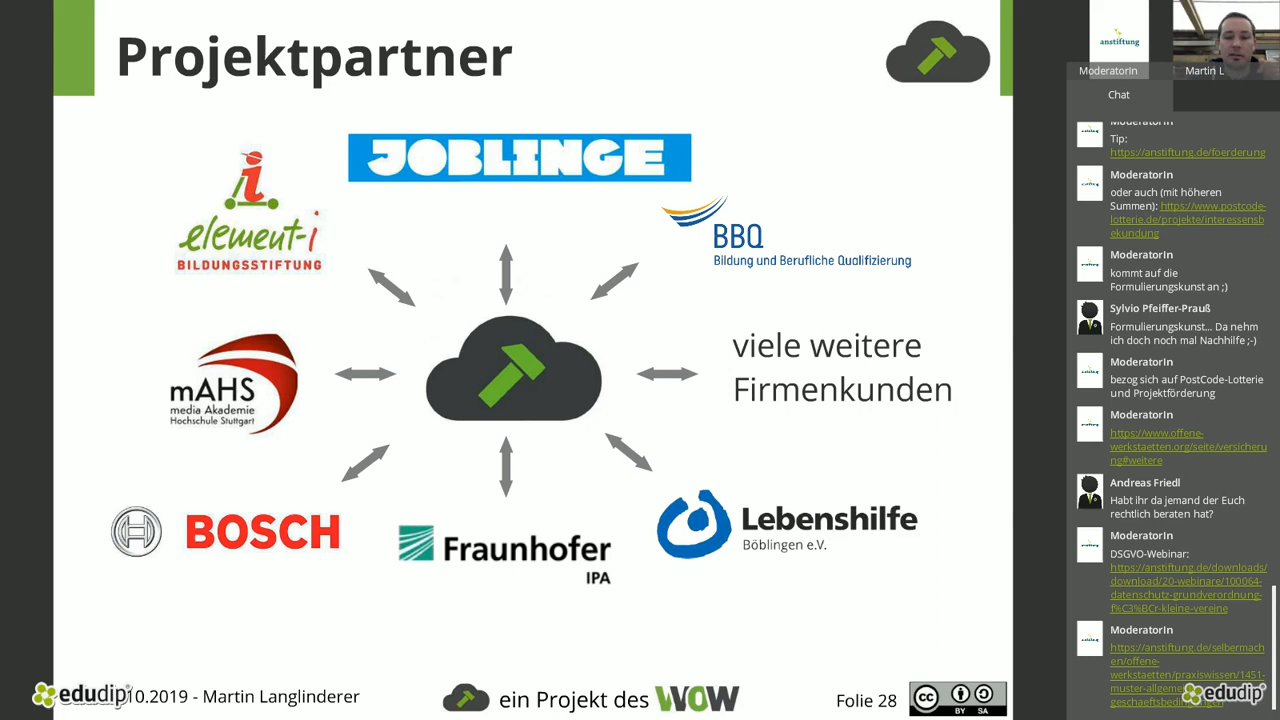 Projektpartner
JOBLINGE
element-i
BILDUNGSSTIFTUNG
BBQ
Bildung und Berufliche Qualifizierung
mAHS
media Akademie
Hochschule Stuttgart
viele weitere
Firmenkunden
BOSCH
Fraunhofer
IPA
Lebenshilfe
Böblingen e.V.
edudip
10.2019 - Martin Langlinderer
ein Projekt des WOW
Folie 28
CC
BY SA
anstiftung
ModeratorIn
Martin L
Chat
ModeratorIn
Tip:
https://anstiftung.de/foerderung
ModeratorIn
oder auch (mit höheren
Summen): https://www.postcode-
lotterie.de/projekte/interessensb
ekundung
ModeratorIn
kommt auf die
Formulierungskunst an ;)
Sylvio Pfeiffer-Prauß
Formulierungskunst... Da nehm
ich doch noch mal Nachhilfe ;-)
ModeratorIn
bezog sich auf PostCode-Lotterie
und Projektförderung
ModeratorIn
https://www.offene-
werkstaetten.org/seite/versicheru
ng#weitere
Andreas Friedl
Habt ihr da jemand der Euch
rechtlich beraten hat?
ModeratorIn
DSGVO-Webinar:
https://anstiftung.de/downloads/
download/20-webinare/100064-
datenschutz-grundverordnung-
f%C3%BCr-kleine-vereine
ModeratorIn
https://anstiftung.de/selbermach
en/offene-
werkstaetten/praxiswissen/1451-
muster-allgeme
edudip